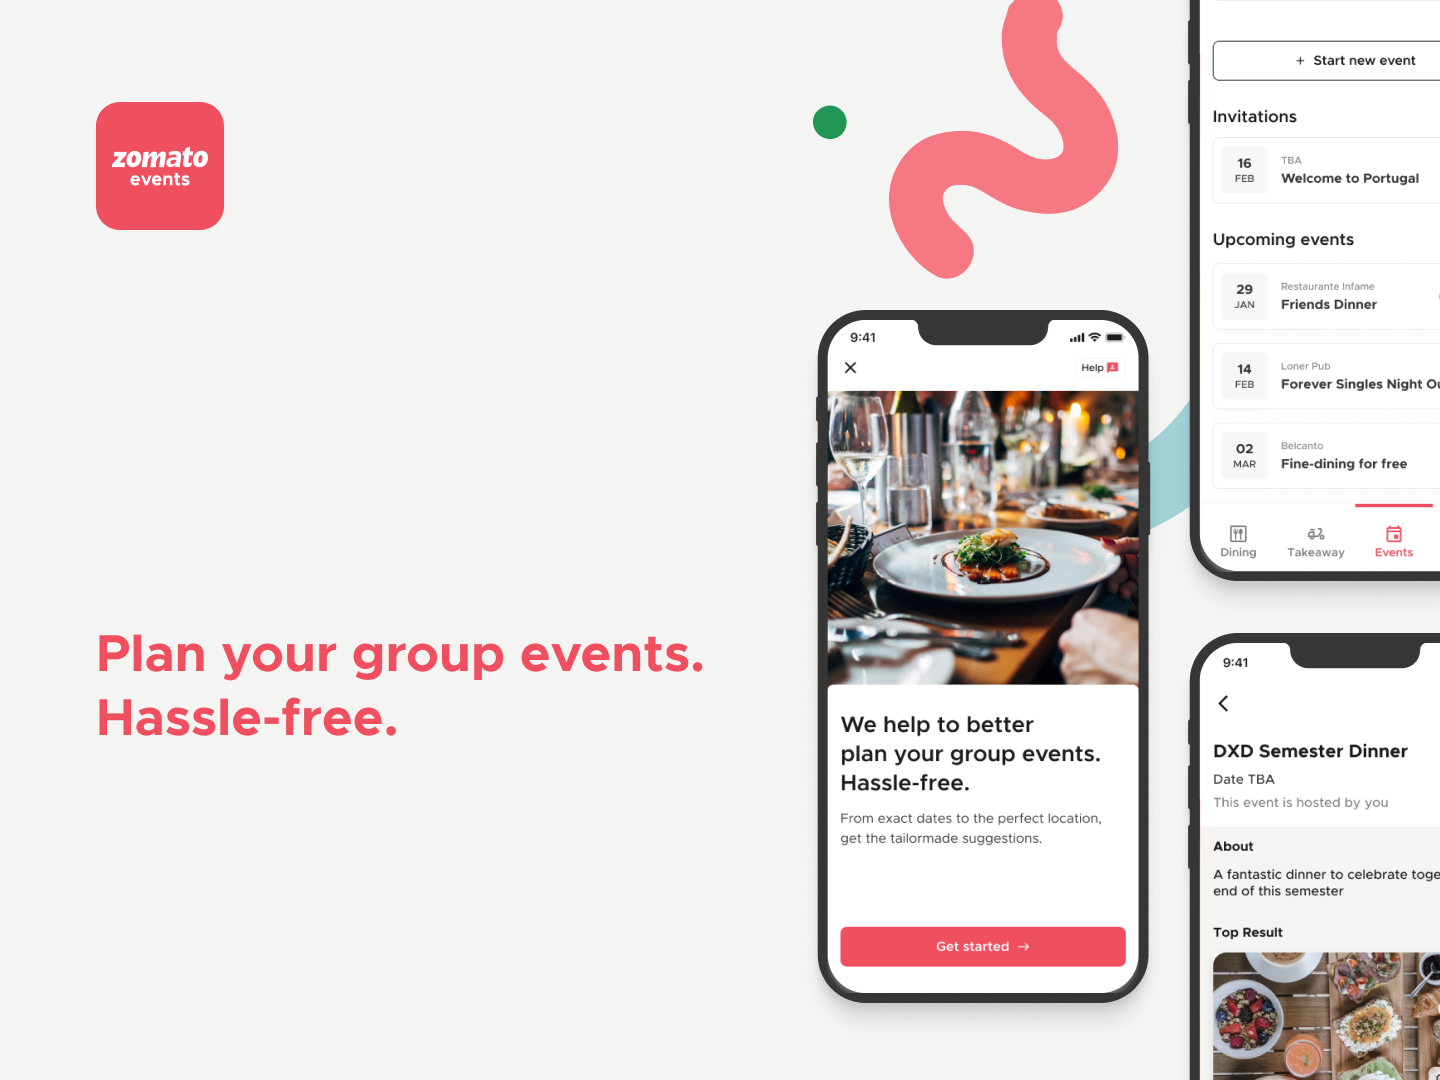 zomato
events
Plan your group events.
Hassle-free.
9:41
Help
We help to better
plan your group events.
Hassle-free.
From exact dates to the perfect location,
get the tailormade suggestions.
Get started →
+ Start new event
Invitations
16
FEB
TBA
Welcome to Portugal
Upcoming events
29
JAN
Restaurante Infame
Friends Dinner
14
FEB
Loner Pub
Forever Singles Night Ou
02
MAR
Belcanto
Fine-dining for free
Dining
Takeaway
Events
9:41
DXD Semester Dinner
Date TBA
This event is hosted by you
About
A fantastic dinner to celebrate toge
end of this semester
Top Result